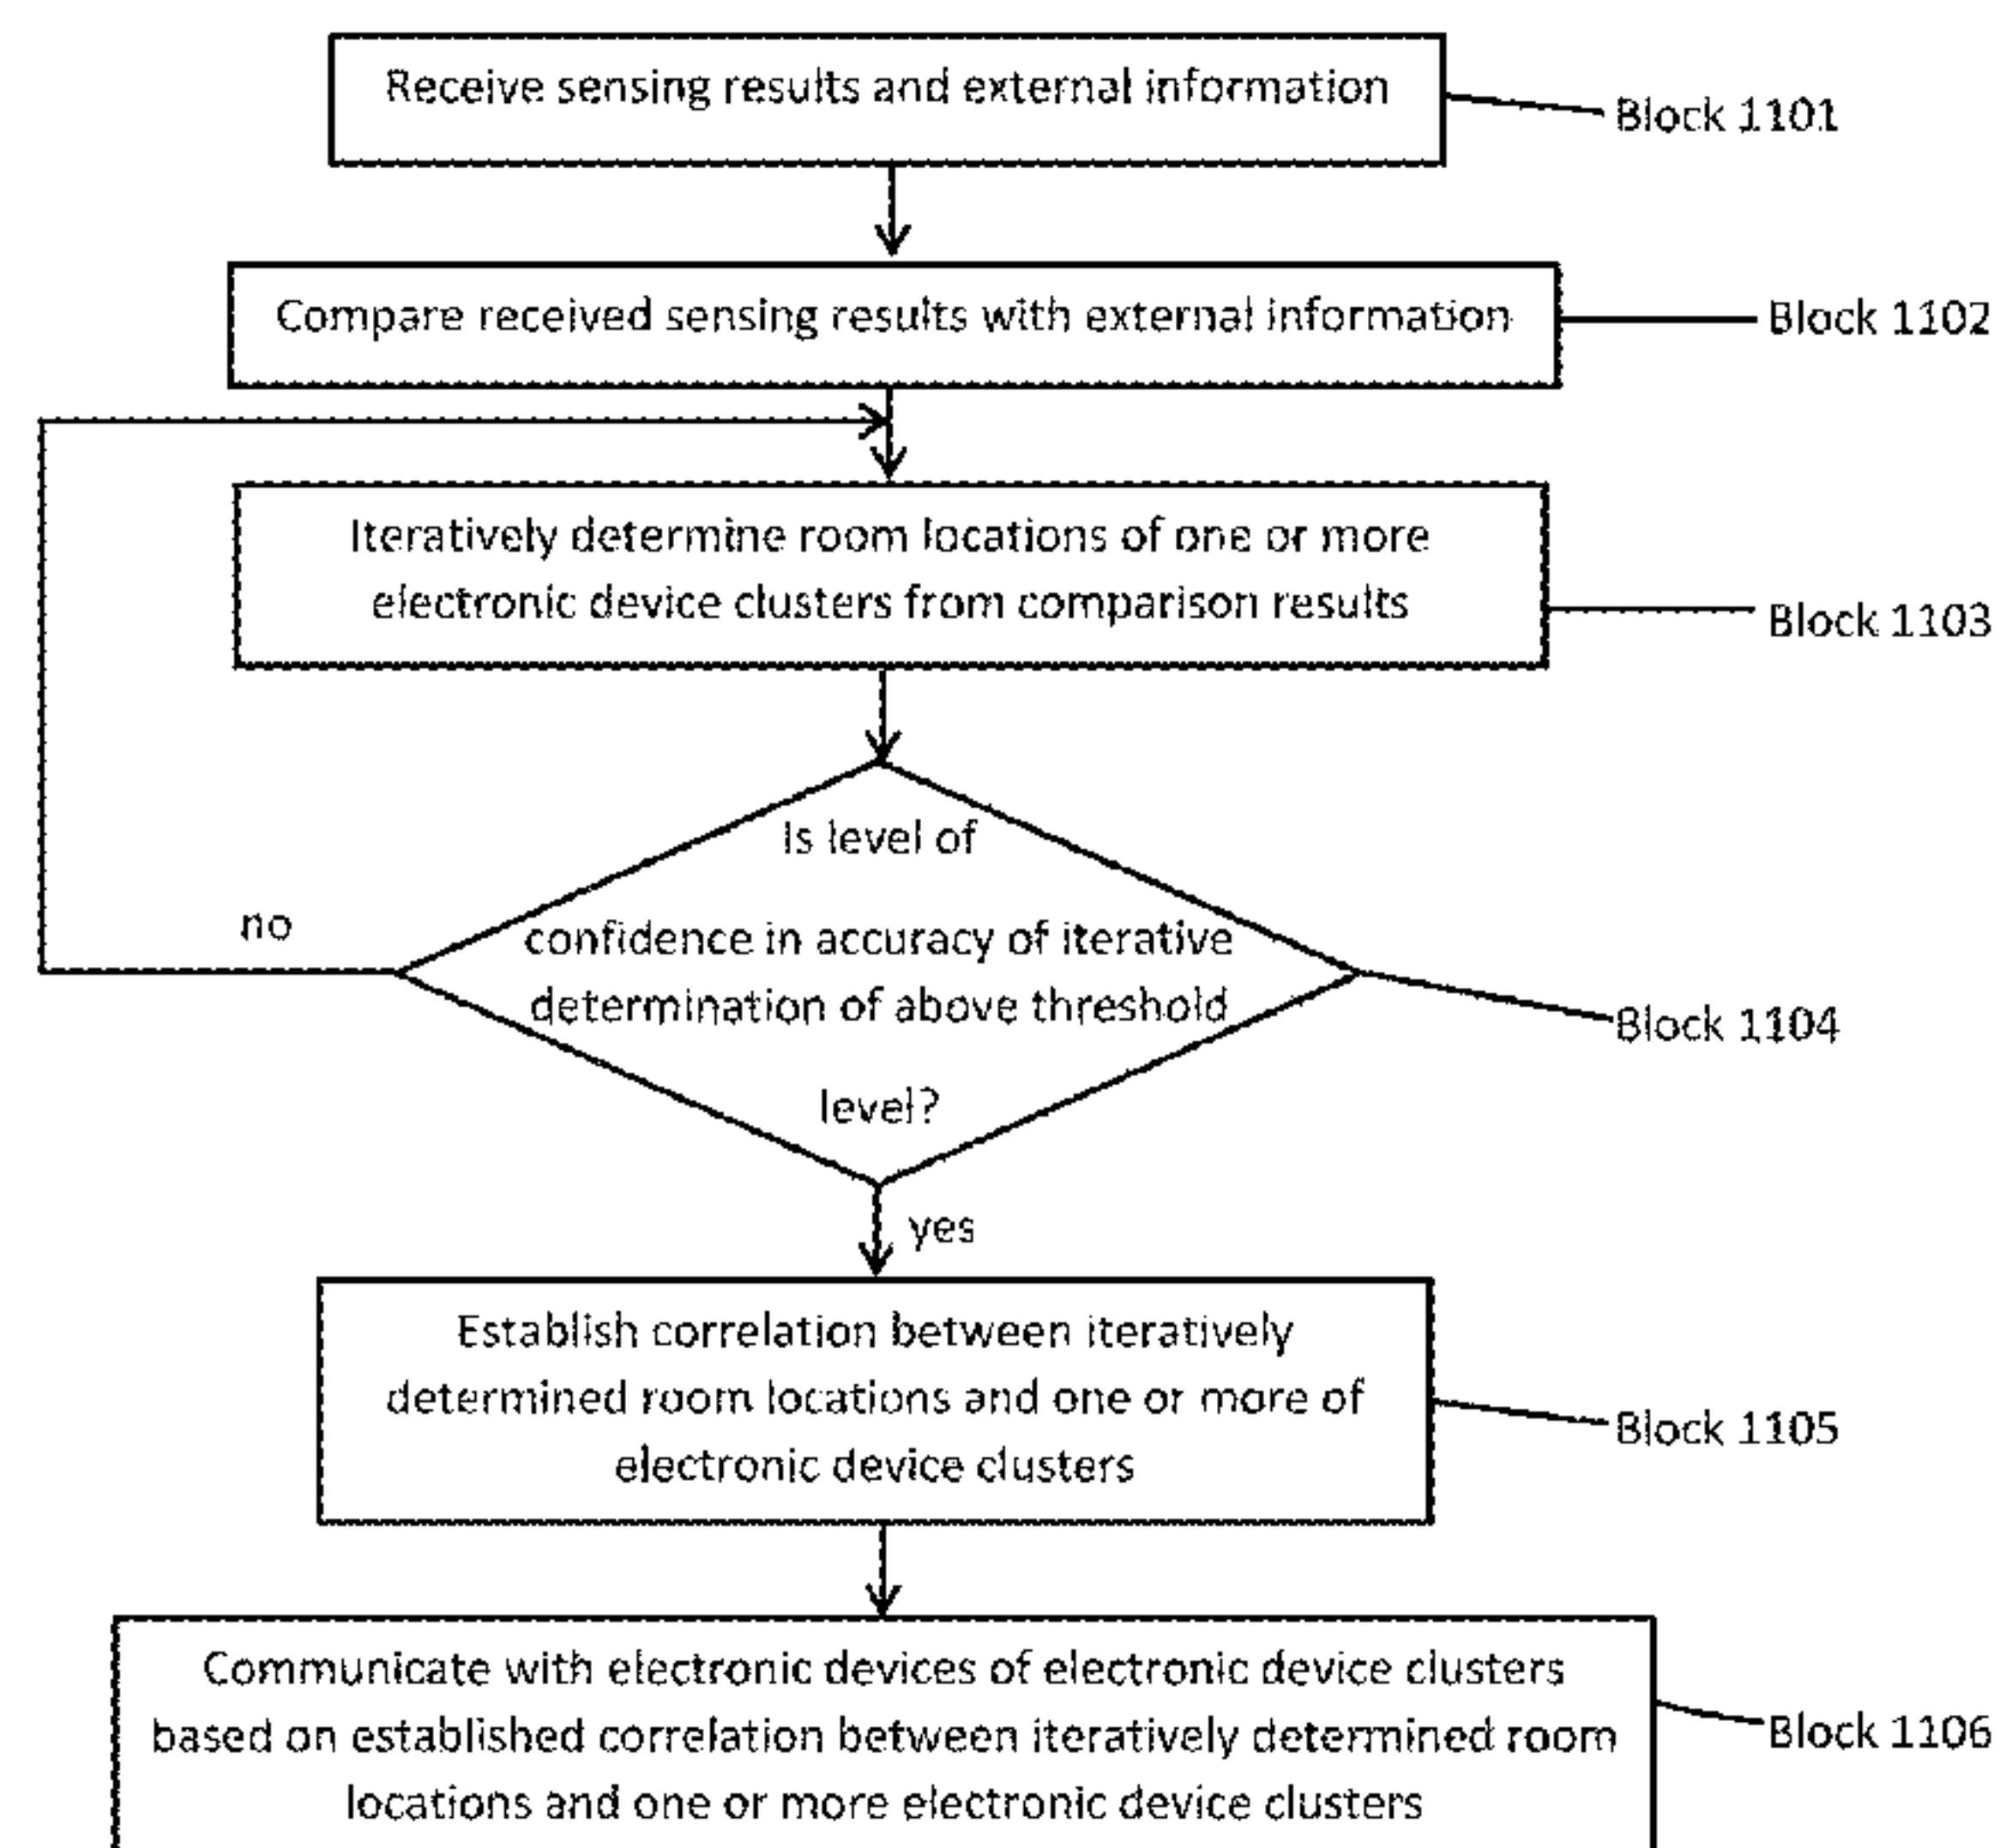 Receive sensing results and external information
Block 1101
Compare received sensing results with external information
Block 1102
Iteratively determine room locations of one or more
electronic device clusters from comparison results
Block 1103
Is level of
no
confidence in accuracy of iterative
determination of above threshold
Block 1104
level?
yes
Establish correlation between iteratively
determined room locations and one or more of
electronic device clusters
Block 1105
Communicate with electronic devices of electronic device clusters
based on established correlation between iteratively determined room
locations and one or more electronic device clusters
Block 1106